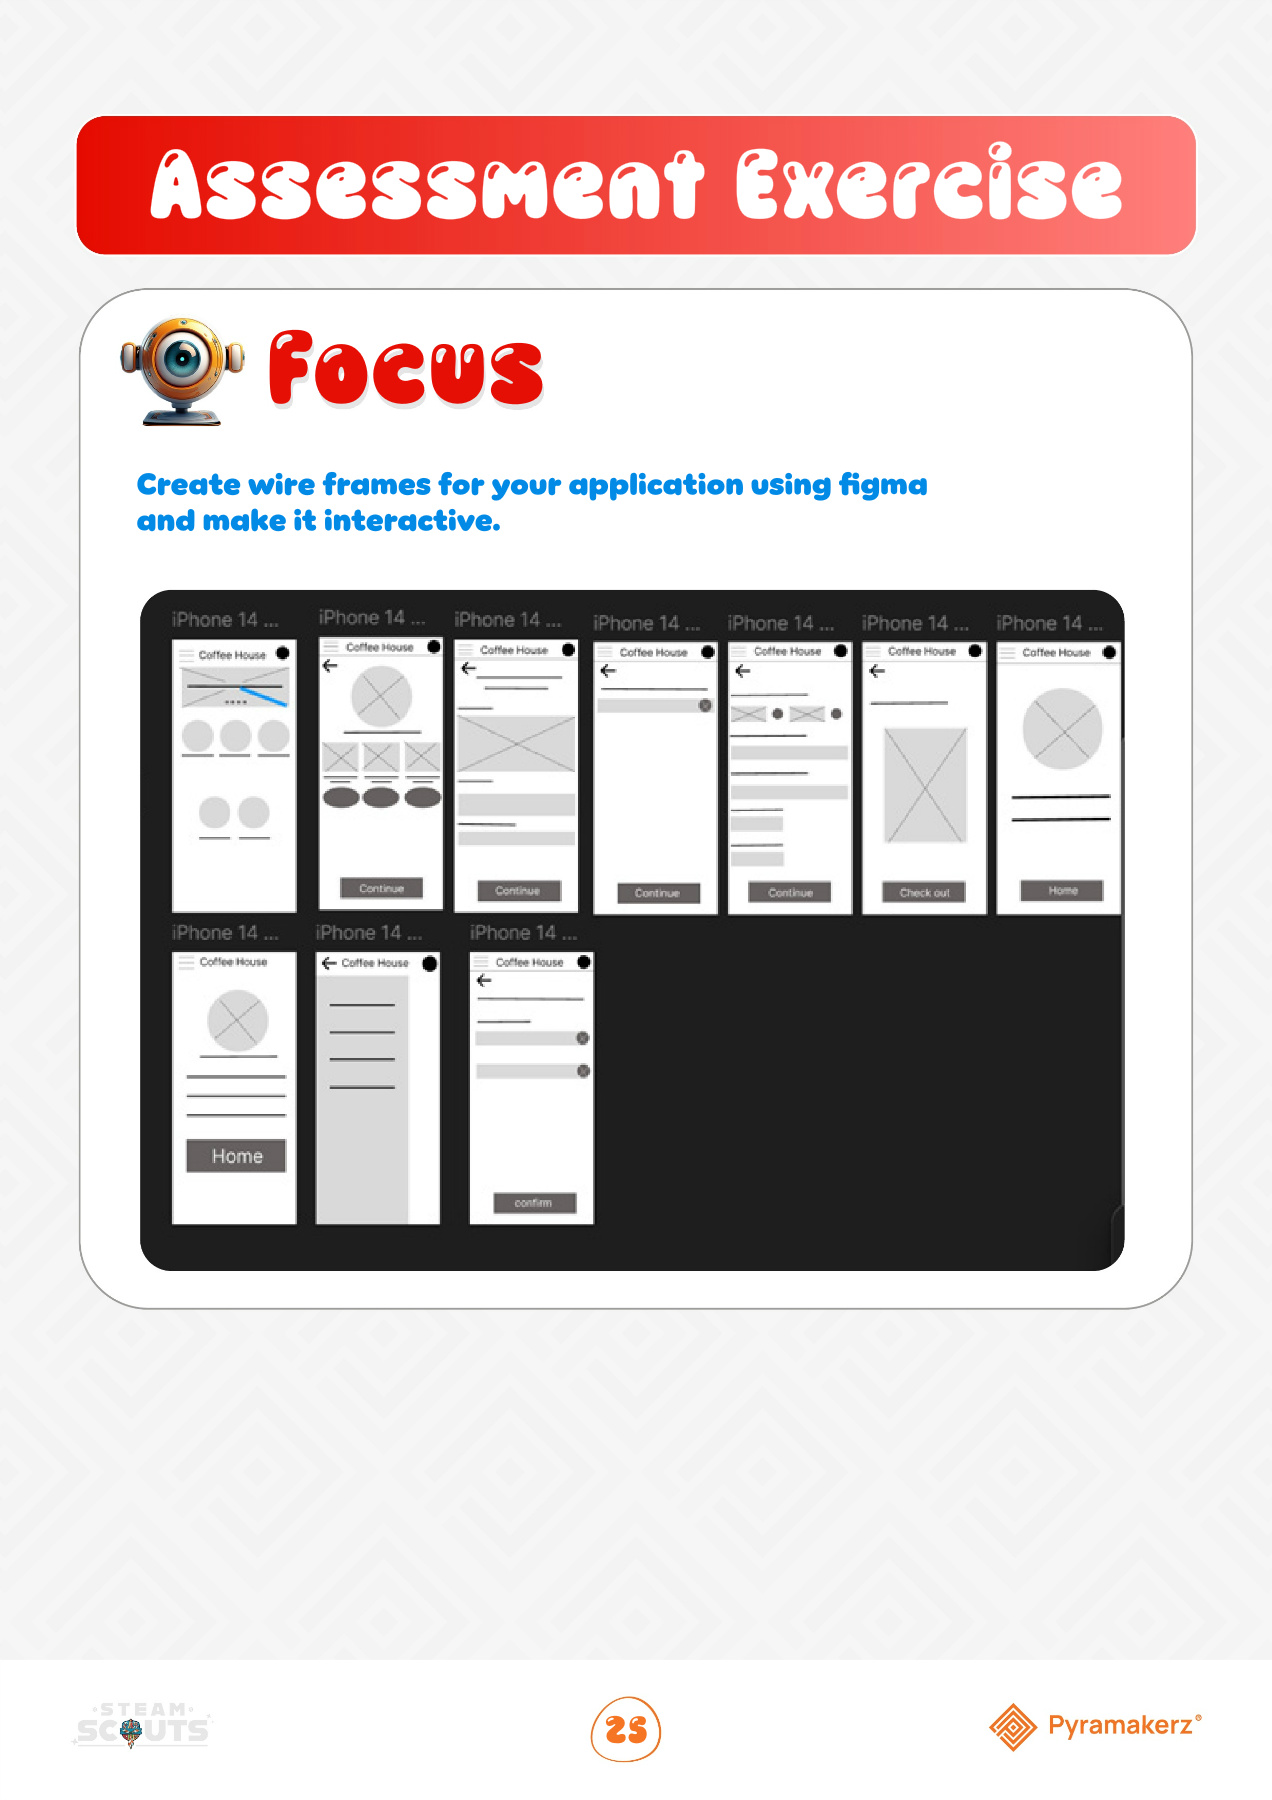 Assessment Exercise
Focus
Create wire frames for your application using figma
and make it interactive.
iPhone 14 ...
iPhone 14 ...
iPhone 14 ...
iPhone 14 ...
iPhone 14 ...
iPhone 14 ...
iPhone 14 ...
Coffee House
Coffee House
Coffee House
Coffee House
Coffee House
Coffee House
Coffee House
Continue
Continue
Continue
Continue
Check out
Home
iPhone 14 ...
iPhone 14 ...
iPhone 14 ...
Coffee House
Coffee House
Coffee House
Home
confirm
STEAM
SCOUTS
25
Pyramakerz®